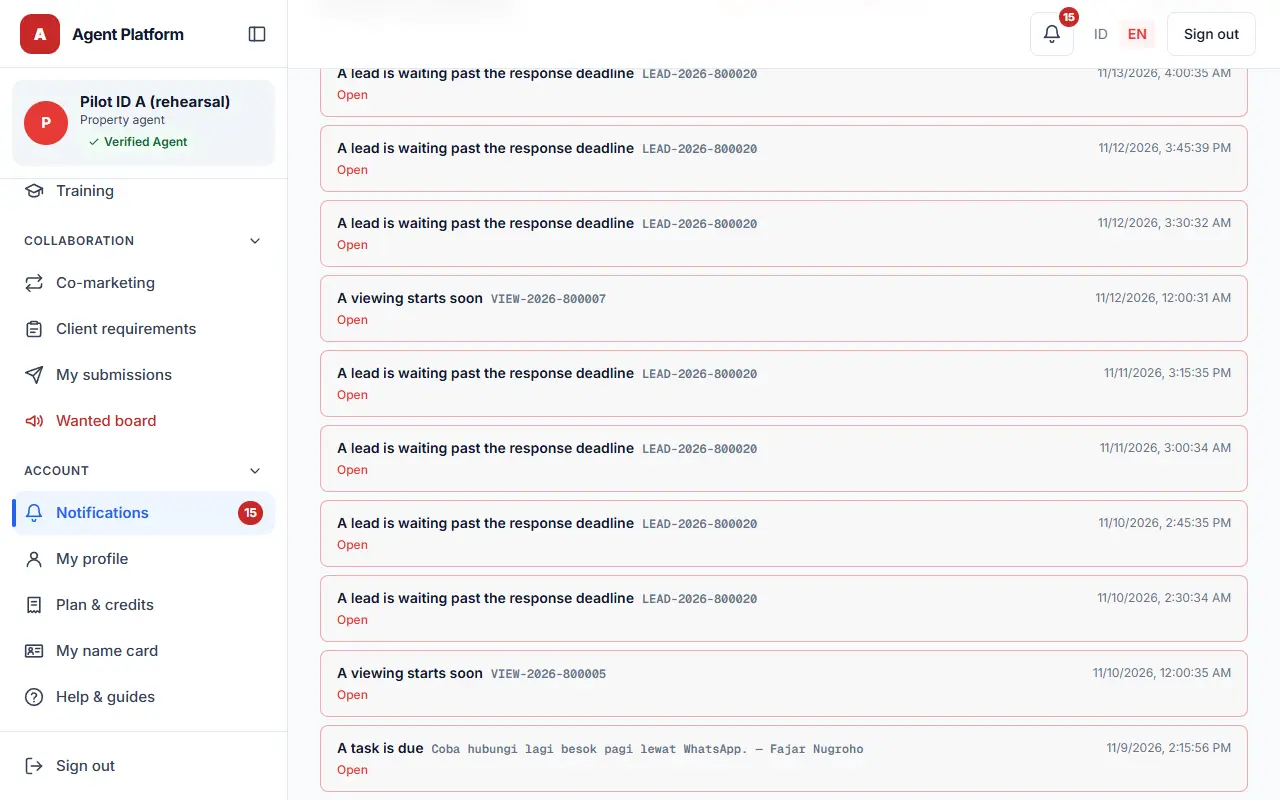 A Agent Platform
15
ID EN Sign out
P
Pilot ID A (rehearsal)
Property agent
Verified Agent
Training
COLLABORATION
Co-marketing
Client requirements
My submissions
Wanted board
ACCOUNT
Notifications 15
My profile
Plan & credits
My name card
Help & guides
Sign out
A lead is waiting past the response deadline LEAD-2026-800020 11/13/2026, 4:00:35 AM
Open
A lead is waiting past the response deadline LEAD-2026-800020 11/12/2026, 3:45:39 PM
Open
A lead is waiting past the response deadline LEAD-2026-800020 11/12/2026, 3:30:32 AM
Open
A viewing starts soon VIEW-2026-800007 11/12/2026, 12:00:31 AM
Open
A lead is waiting past the response deadline LEAD-2026-800020 11/11/2026, 3:15:35 PM
Open
A lead is waiting past the response deadline LEAD-2026-800020 11/11/2026, 3:00:34 AM
Open
A lead is waiting past the response deadline LEAD-2026-800020 11/10/2026, 2:45:35 PM
Open
A lead is waiting past the response deadline LEAD-2026-800020 11/10/2026, 2:30:34 AM
Open
A viewing starts soon VIEW-2026-800005 11/10/2026, 12:00:35 AM
Open
A task is due Coba hubungi lagi besok pagi lewat WhatsApp. — Fajar Nugroho 11/9/2026, 2:15:56 PM
Open